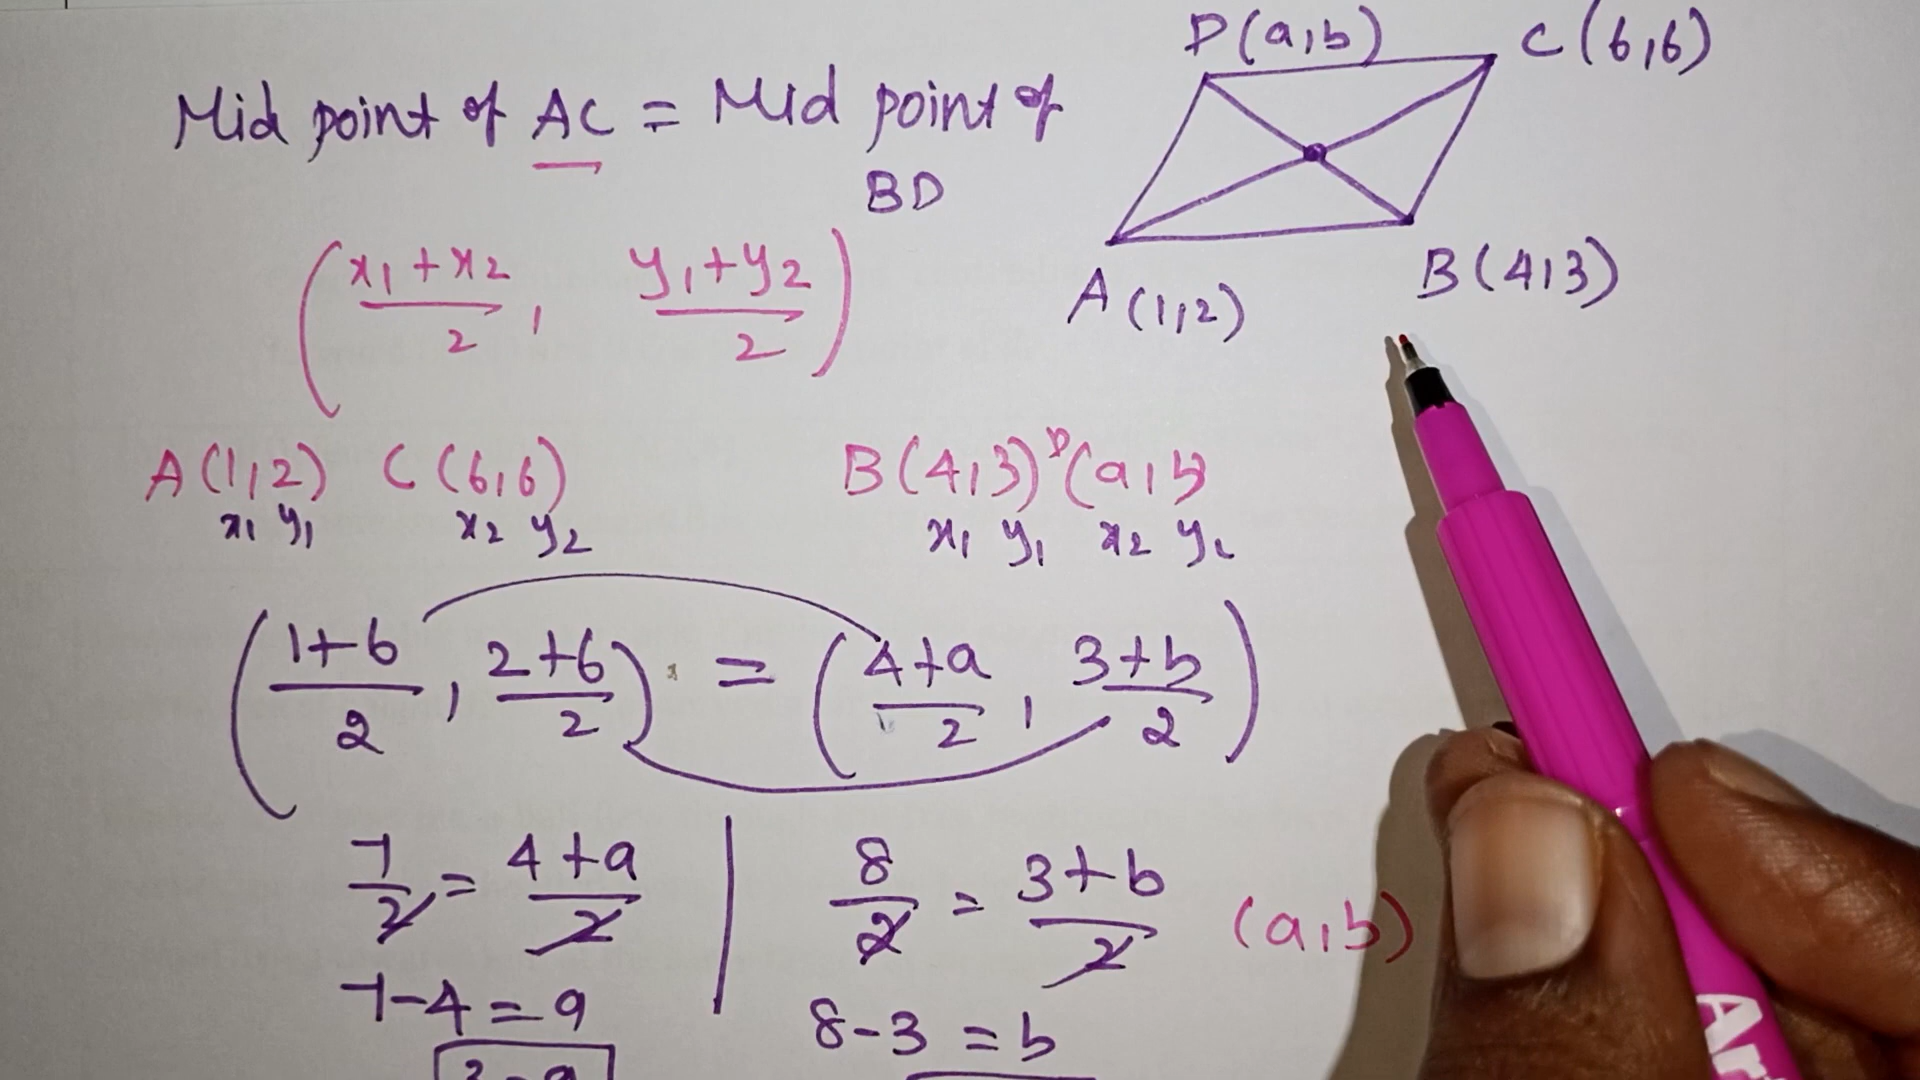 Mid point of AC = Mid point of
BD
D(a,b)
C(6,6)
A(1,2)
B(4,3)
(x₁+x₂/2, y₁+y₂/2)
A(1,2) C(6,6) B(4,3) D(a,b)
x₁ y₁ x₂ y₂ x₁ y₁ x₂ y₂
(1+6/2, 2+6/2) = (4+a/2, 3+b/2)
7/2 = 4+a/2 8/2 = 3+b/2 (a,b)
7-4=a 8-3=b
3=a
Ar